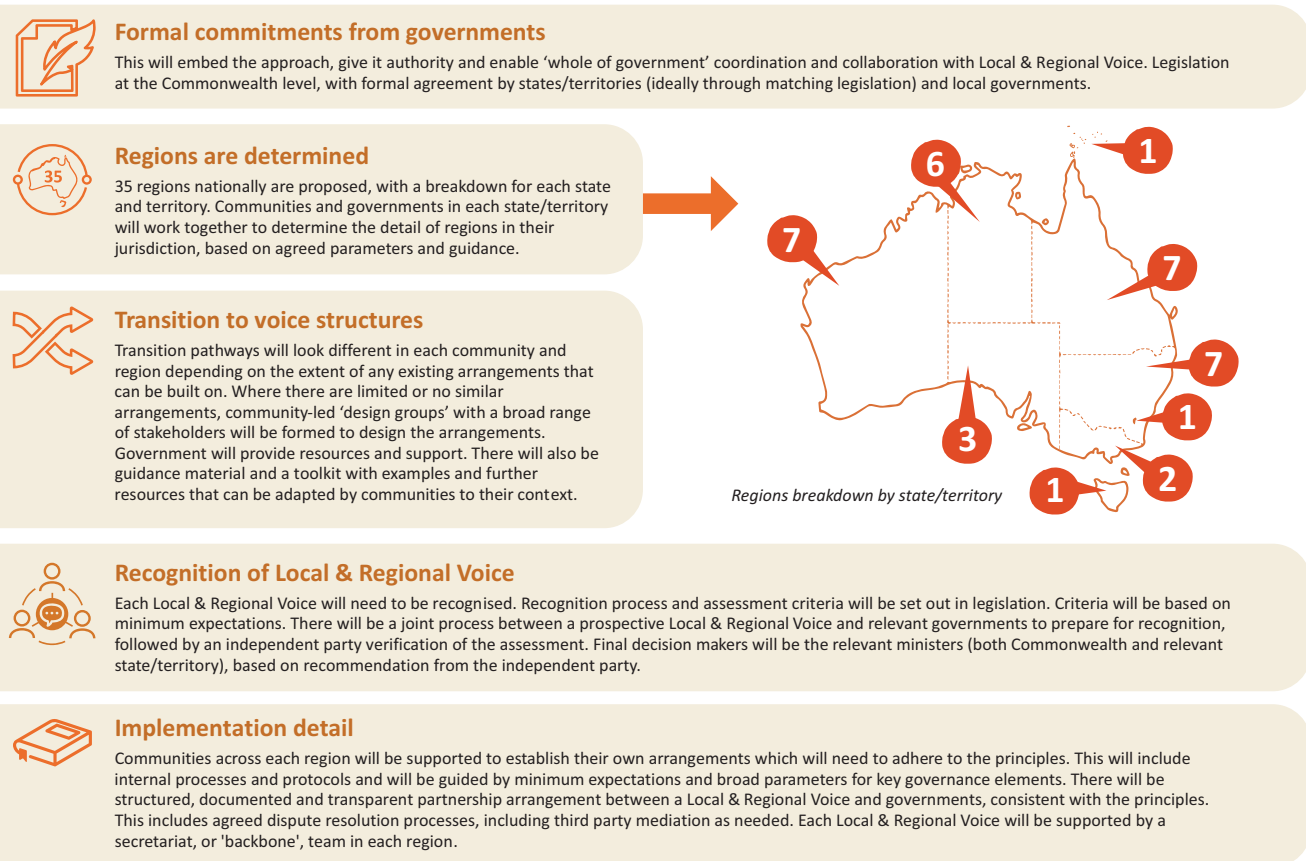 Formal commitments from governments
This will embed the approach, give it authority and enable ‘whole of government’ coordination and collaboration with Local & Regional Voice. Legislation
at the Commonwealth level, with formal agreement by states/territories (ideally through matching legislation) and local governments.
35
Regions are determined
35 regions nationally are proposed, with a breakdown for each state
and territory. Communities and governments in each state/territory
will work together to determine the detail of regions in their
jurisdiction, based on agreed parameters and guidance.
Transition to voice structures
Transition pathways will look different in each community and
region depending on the extent of any existing arrangements that
can be built on. Where there are limited or no similar
arrangements, community-led ‘design groups’ with a broad range
of stakeholders will be formed to design the arrangements.
Government will provide resources and support. There will also be
guidance material and a toolkit with examples and further
resources that can be adapted by communities to their context.
1
6
7
7
7
1
3
2
1
Regions breakdown by state/territory
Recognition of Local & Regional Voice
Each Local & Regional Voice will need to be recognised. Recognition process and assessment criteria will be set out in legislation. Criteria will be based on
minimum expectations. There will be a joint process between a prospective Local & Regional Voice and relevant governments to prepare for recognition,
followed by an independent party verification of the assessment. Final decision makers will be the relevant ministers (both Commonwealth and relevant
state/territory), based on recommendation from the independent party.
Implementation detail
Communities across each region will be supported to establish their own arrangements which will need to adhere to the principles. This will include
internal processes and protocols and will be guided by minimum expectations and broad parameters for key governance elements. There will be
structured, documented and transparent partnership arrangement between a Local & Regional Voice and governments, consistent with the principles.
This includes agreed dispute resolution processes, including third party mediation as needed. Each Local & Regional Voice will be supported by a
secretariat, or 'backbone', team in each region.